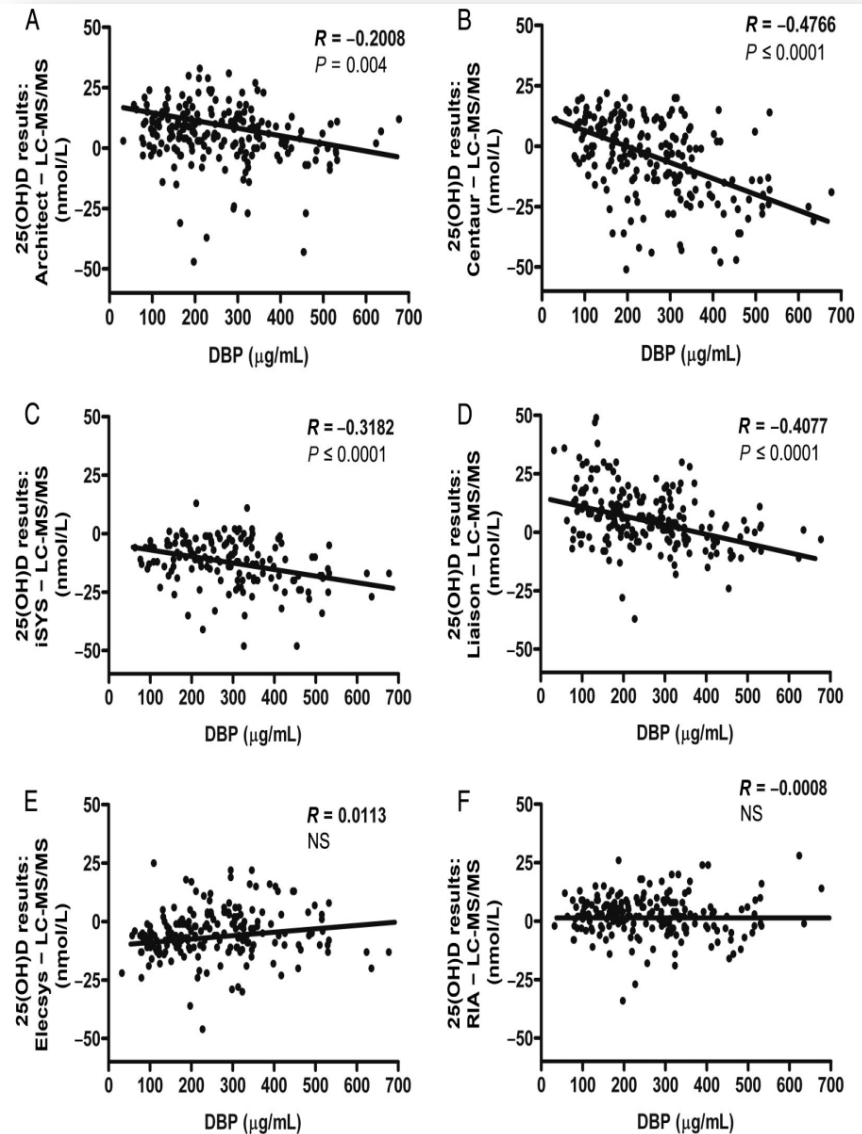 A
25(OH)D results:
Architect – LC-MS/MS
(nmol/L)
50
25
0
–25
–50
R = –0.2008
P = 0.004
0 100 200 300 400 500 600 700
DBP (μg/mL)
B
25(OH)D results:
Centaur – LC-MS/MS
(nmol/L)
50
25
0
–25
–50
R = –0.4766
P ≤ 0.0001
0 100 200 300 400 500 600 700
DBP (μg/mL)
C
25(OH)D results:
iSYS – LC-MS/MS
(nmol/L)
50
25
0
–25
–50
R = –0.3182
P ≤ 0.0001
0 100 200 300 400 500 600 700
DBP (μg/mL)
D
25(OH)D results:
Liaison – LC-MS/MS
(nmol/L)
50
25
0
–25
–50
R = –0.4077
P ≤ 0.0001
0 100 200 300 400 500 600 700
DBP (μg/mL)
E
25(OH)D results:
Elecsys – LC-MS/MS
(nmol/L)
50
25
0
–25
–50
R = 0.0113
NS
0 100 200 300 400 500 600 700
DBP (μg/mL)
F
25(OH)D results:
RIA – LC-MS/MS
(nmol/L)
50
25
0
–25
–50
R = –0.0008
NS
0 100 200 300 400 500 600 700
DBP (μg/mL)